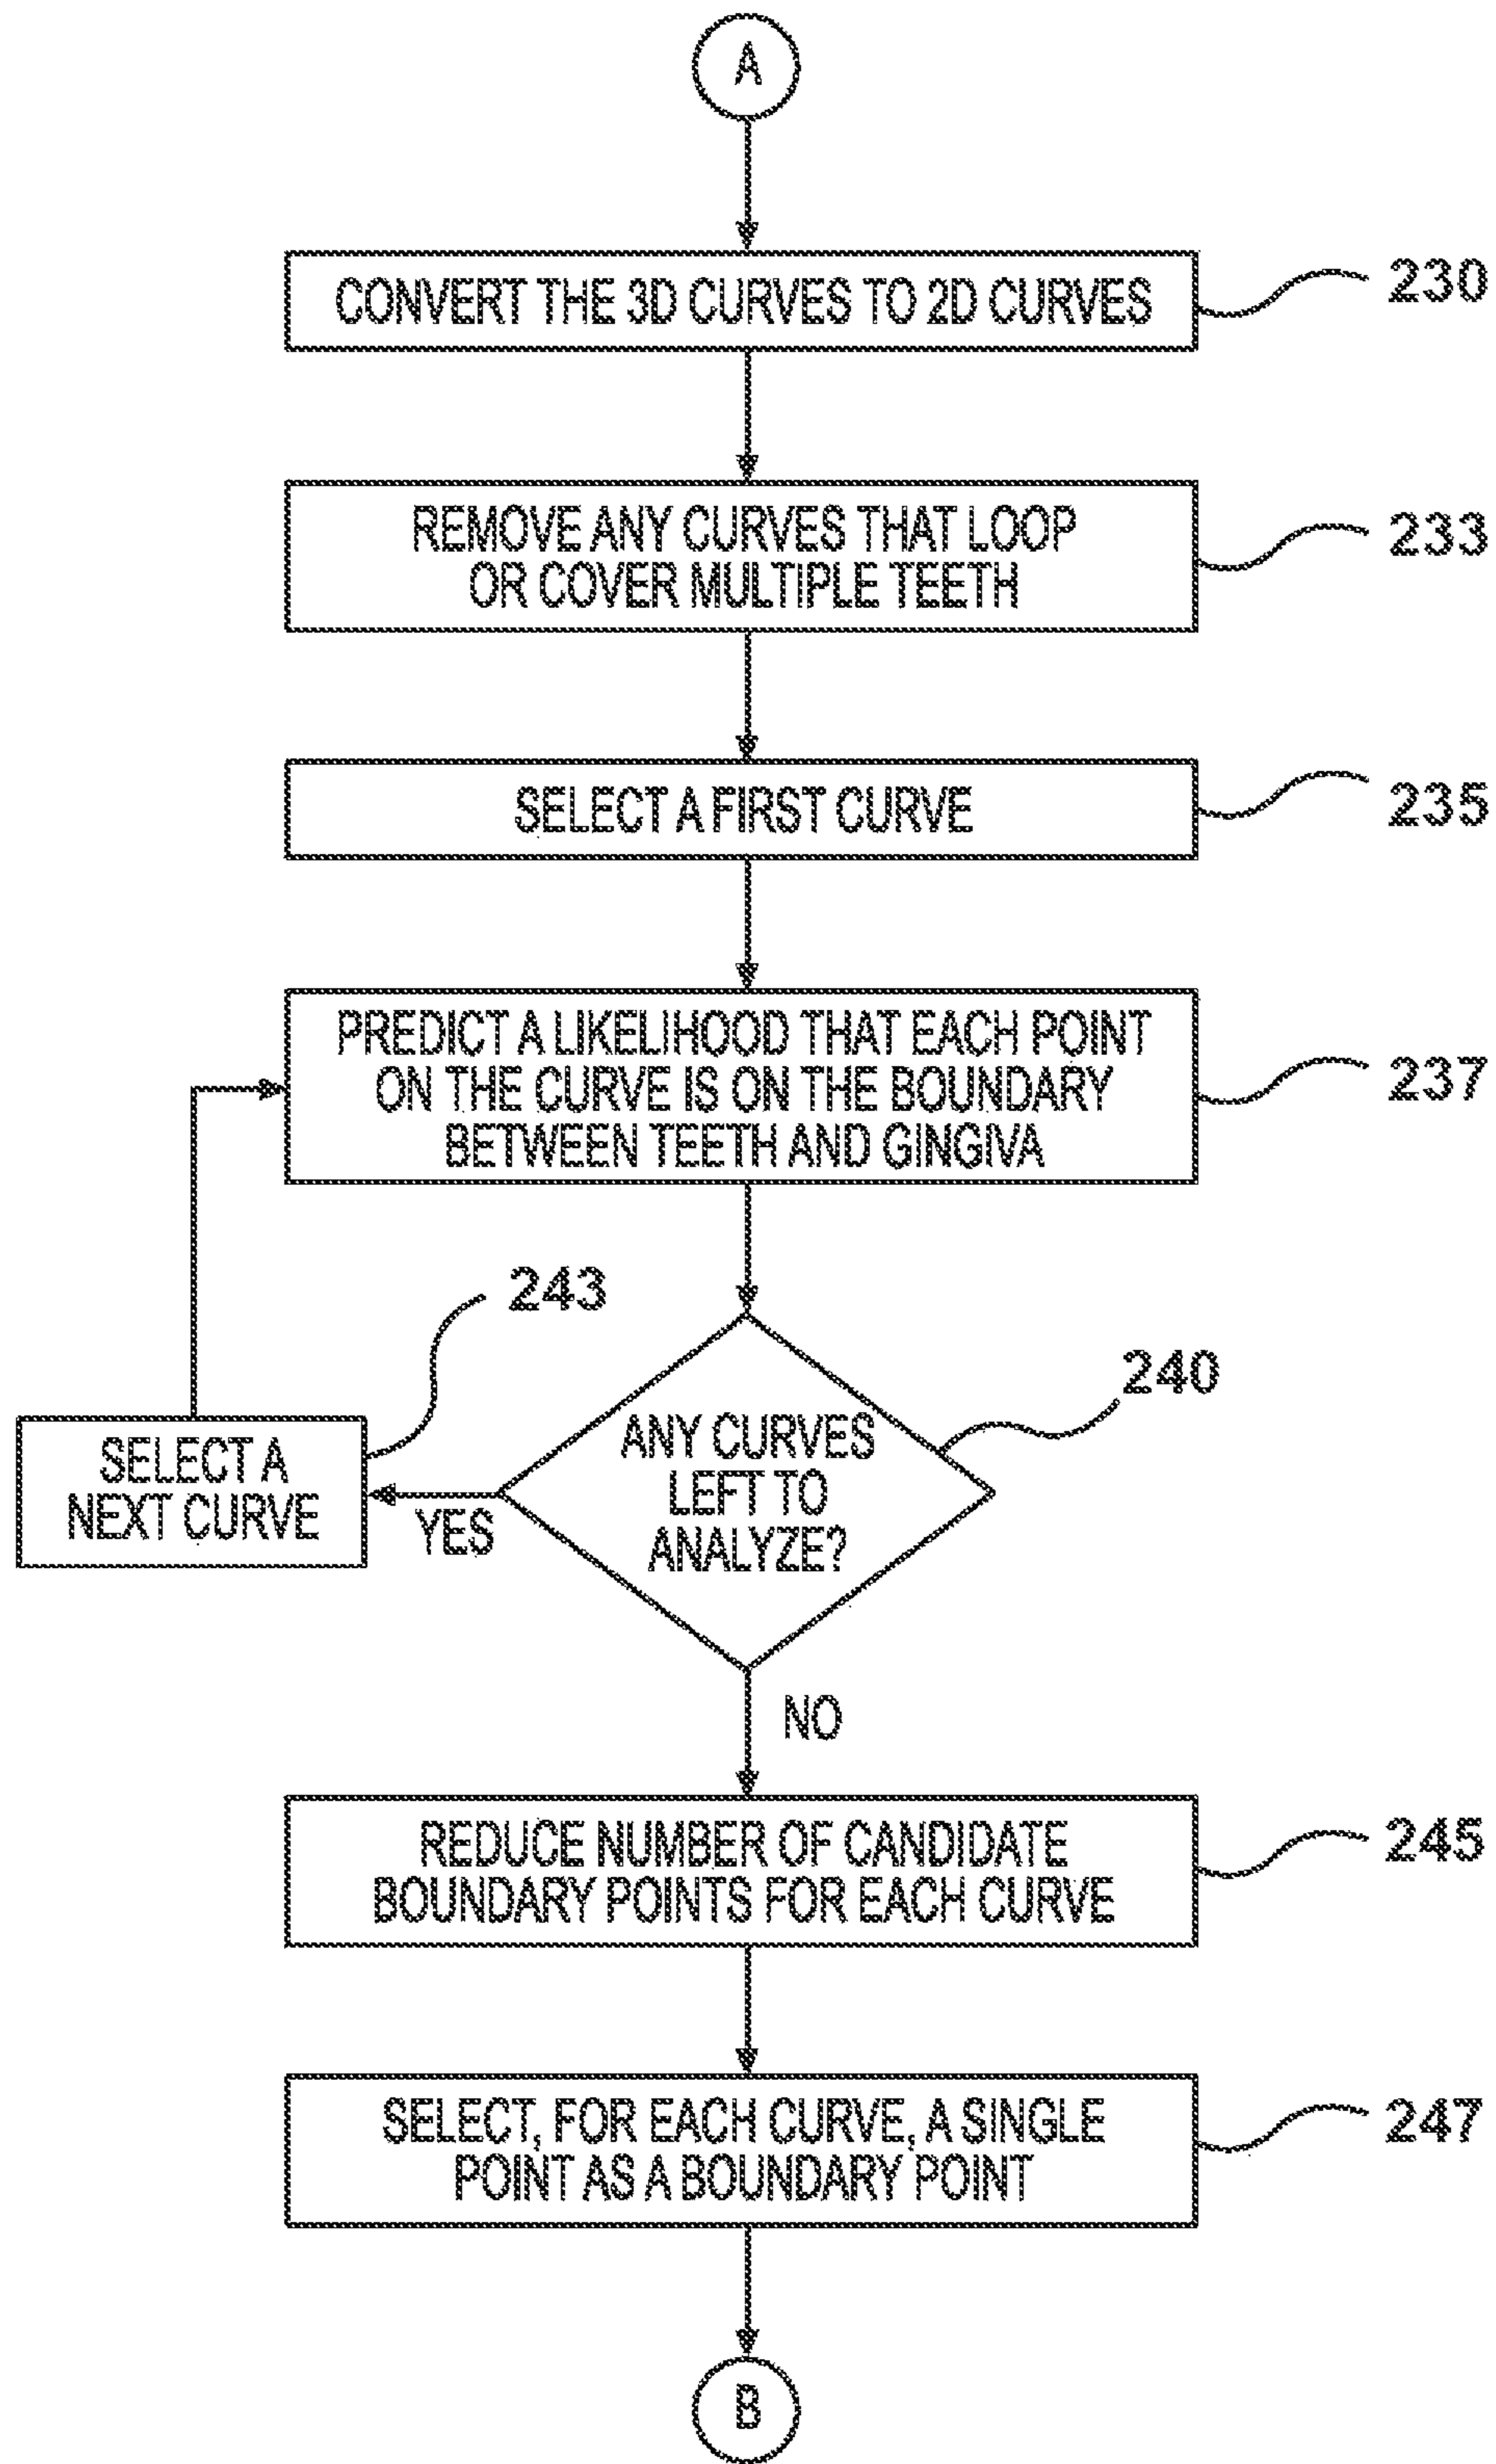 A
CONVERT THE 3D CURVES TO 2D CURVES
230
REMOVE ANY CURVES THAT LOOP
OR COVER MULTIPLE TEETH
233
SELECT A FIRST CURVE
235
PREDICT A LIKELIHOOD THAT EACH POINT
ON THE CURVE IS ON THE BOUNDARY
BETWEEN TEETH AND GINGIVA
237
243
240
SELECT A
NEXT CURVE
YES
ANY CURVES
LEFT TO
ANALYZE?
NO
REDUCE NUMBER OF CANDIDATE
BOUNDARY POINTS FOR EACH CURVE
245
SELECT, FOR EACH CURVE, A SINGLE
POINT AS A BOUNDARY POINT
247
B